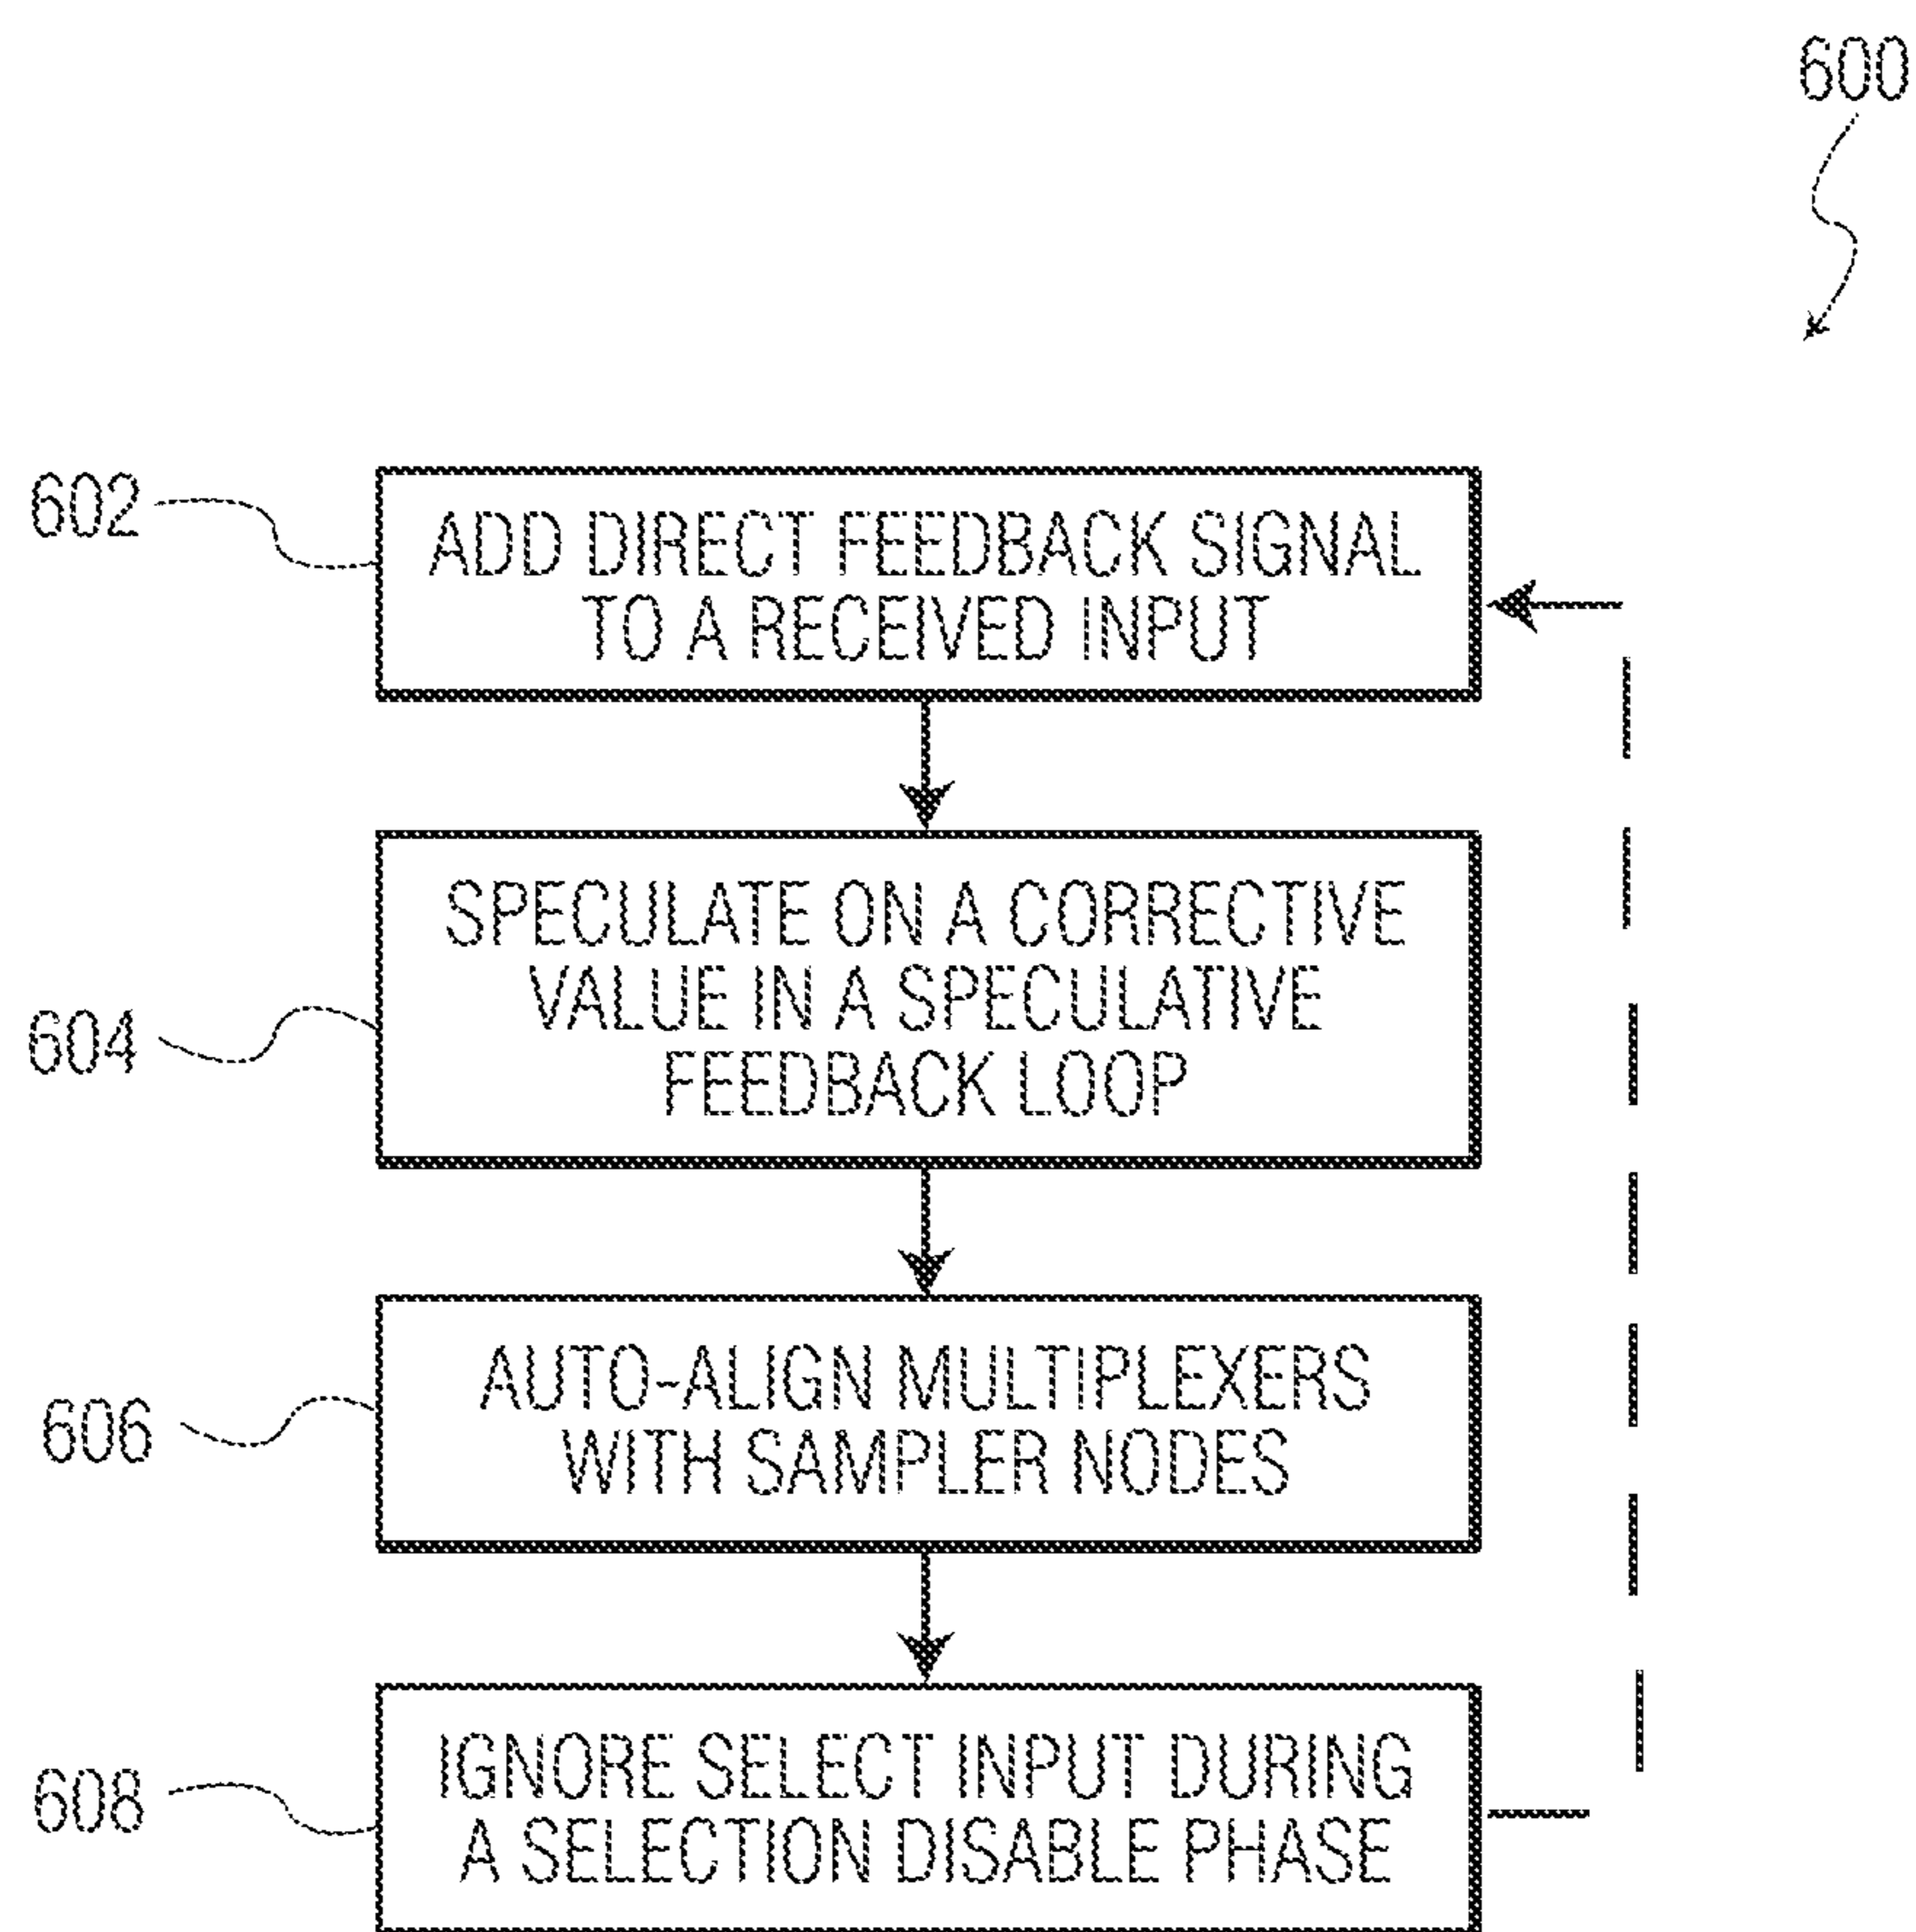 600
602
ADD DIRECT FEEDBACK SIGNAL
TO A RECEIVED INPUT
604
SPECULATE ON A CORRECTIVE
VALUE IN A SPECULATIVE
FEEDBACK LOOP
606
AUTO-ALIGN MULTIPLEXERS
WITH SAMPLER NODES
608
IGNORE SELECT INPUT DURING
A SELECTION DISABLE PHASE